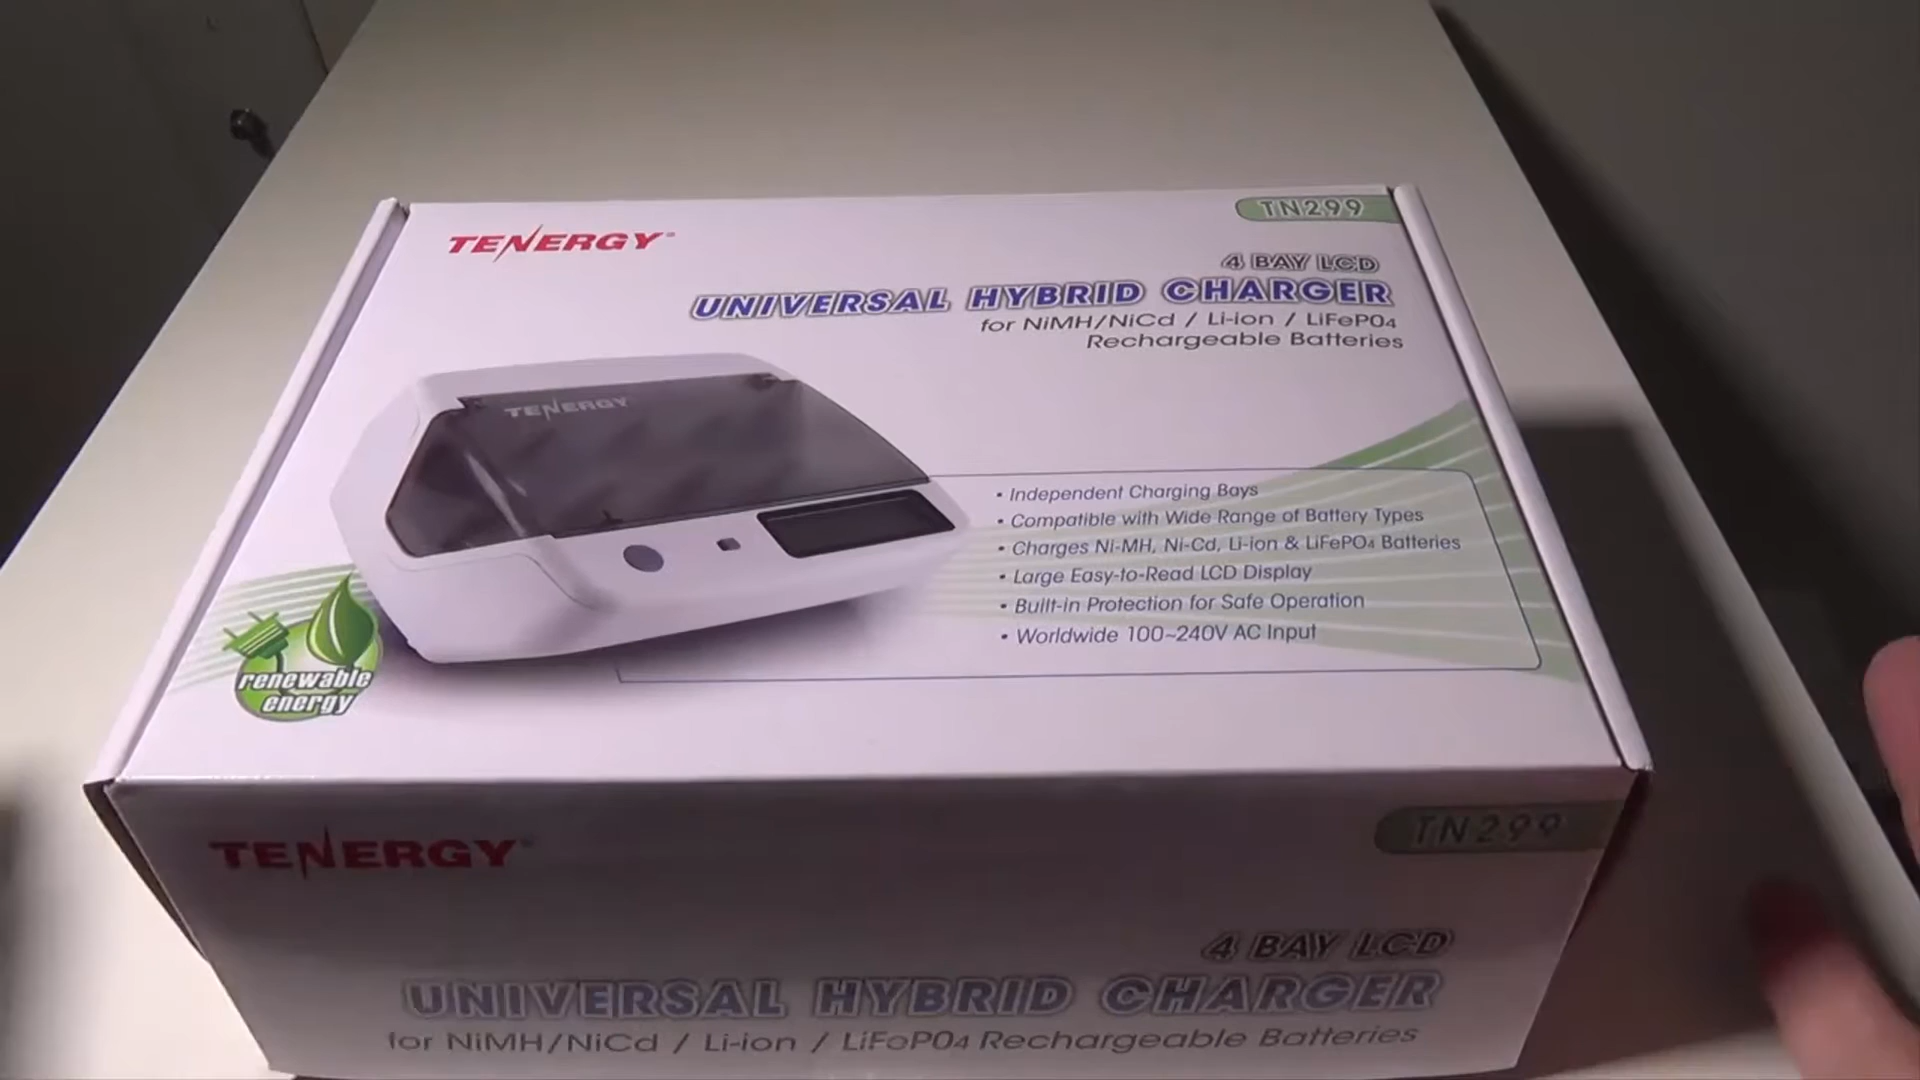 TENERGY®
TN299
4 BAY LCD
UNIVERSAL HYBRID CHARGER
for NiMH/NiCd / Li-ion / LiFePO4
Rechargeable Batteries
TENERGY
• Independent Charging Bays
• Compatible with Wide Range of Battery Types
• Charges Ni-MH, Ni-Cd, Li-ion & LiFePO4 Batteries
• Large Easy-to-Read LCD Display
• Built-in Protection for Safe Operation
• Worldwide 100~240V AC Input
renewable
energy
TENERGY®
TN299
4 BAY LCD
UNIVERSAL HYBRID CHARGER
for NiMH/NiCd / Li-ion / LiFePO4 Rechargeable Batteries